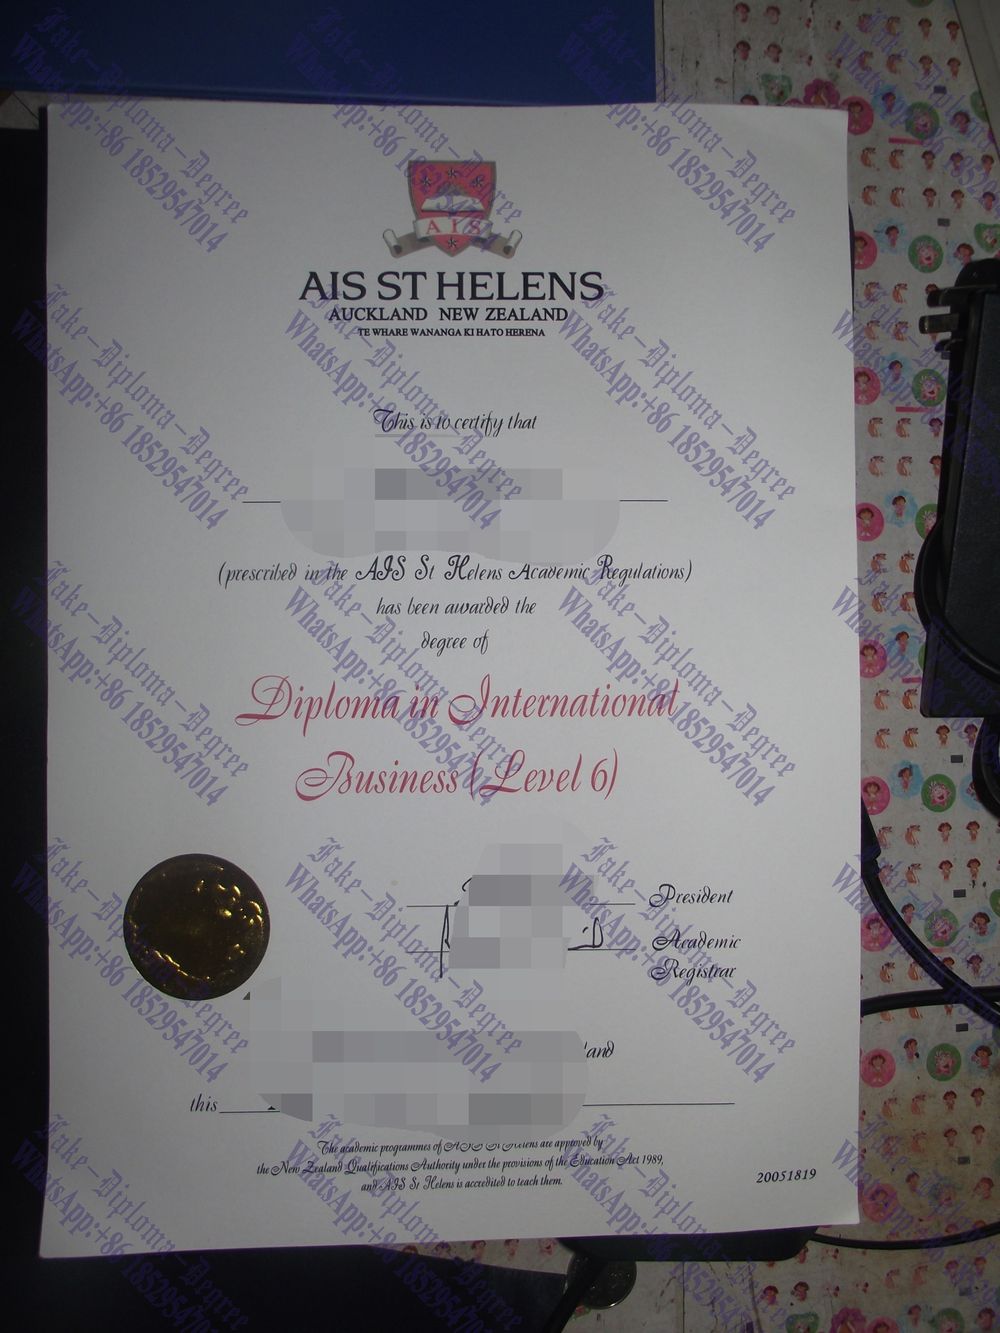 AIS
AIS ST HELENS
AUCKLAND NEW ZEALAND
TE WHARE WANANGA KI HATO HERENA
This is to certify that
(prescribed in the AIS St Helens Academic Regulations)
has been awarded the
degree of
Diploma in International
Business (Level 6)
President
Academic
Registrar
this
The academic programmes of AIS St Helens are approved by
the New Zealand Qualifications Authority under the provisions of the Education Act 1989,
and AIS St Helens is accredited to teach them.
20051819
Fake-Diploma-Degree
WhatsApp:+86 18529547014